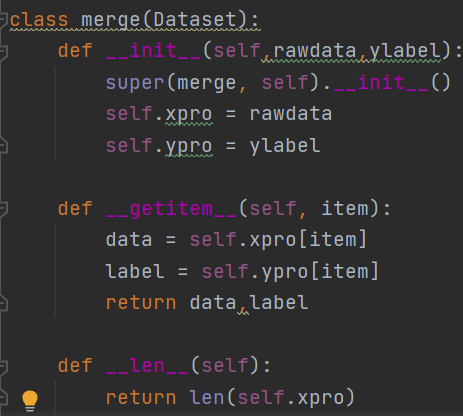 class merge(Dataset):
    def __init__(self,rawdata,ylabel):
        super(merge, self).__init__()
        self.xpro = rawdata
        self.ypro = ylabel
    def __getitem__(self, item):
        data = self.xpro[item]
        label = self.ypro[item]
        return data,label
    def __len__(self):
        return len(self.xpro)